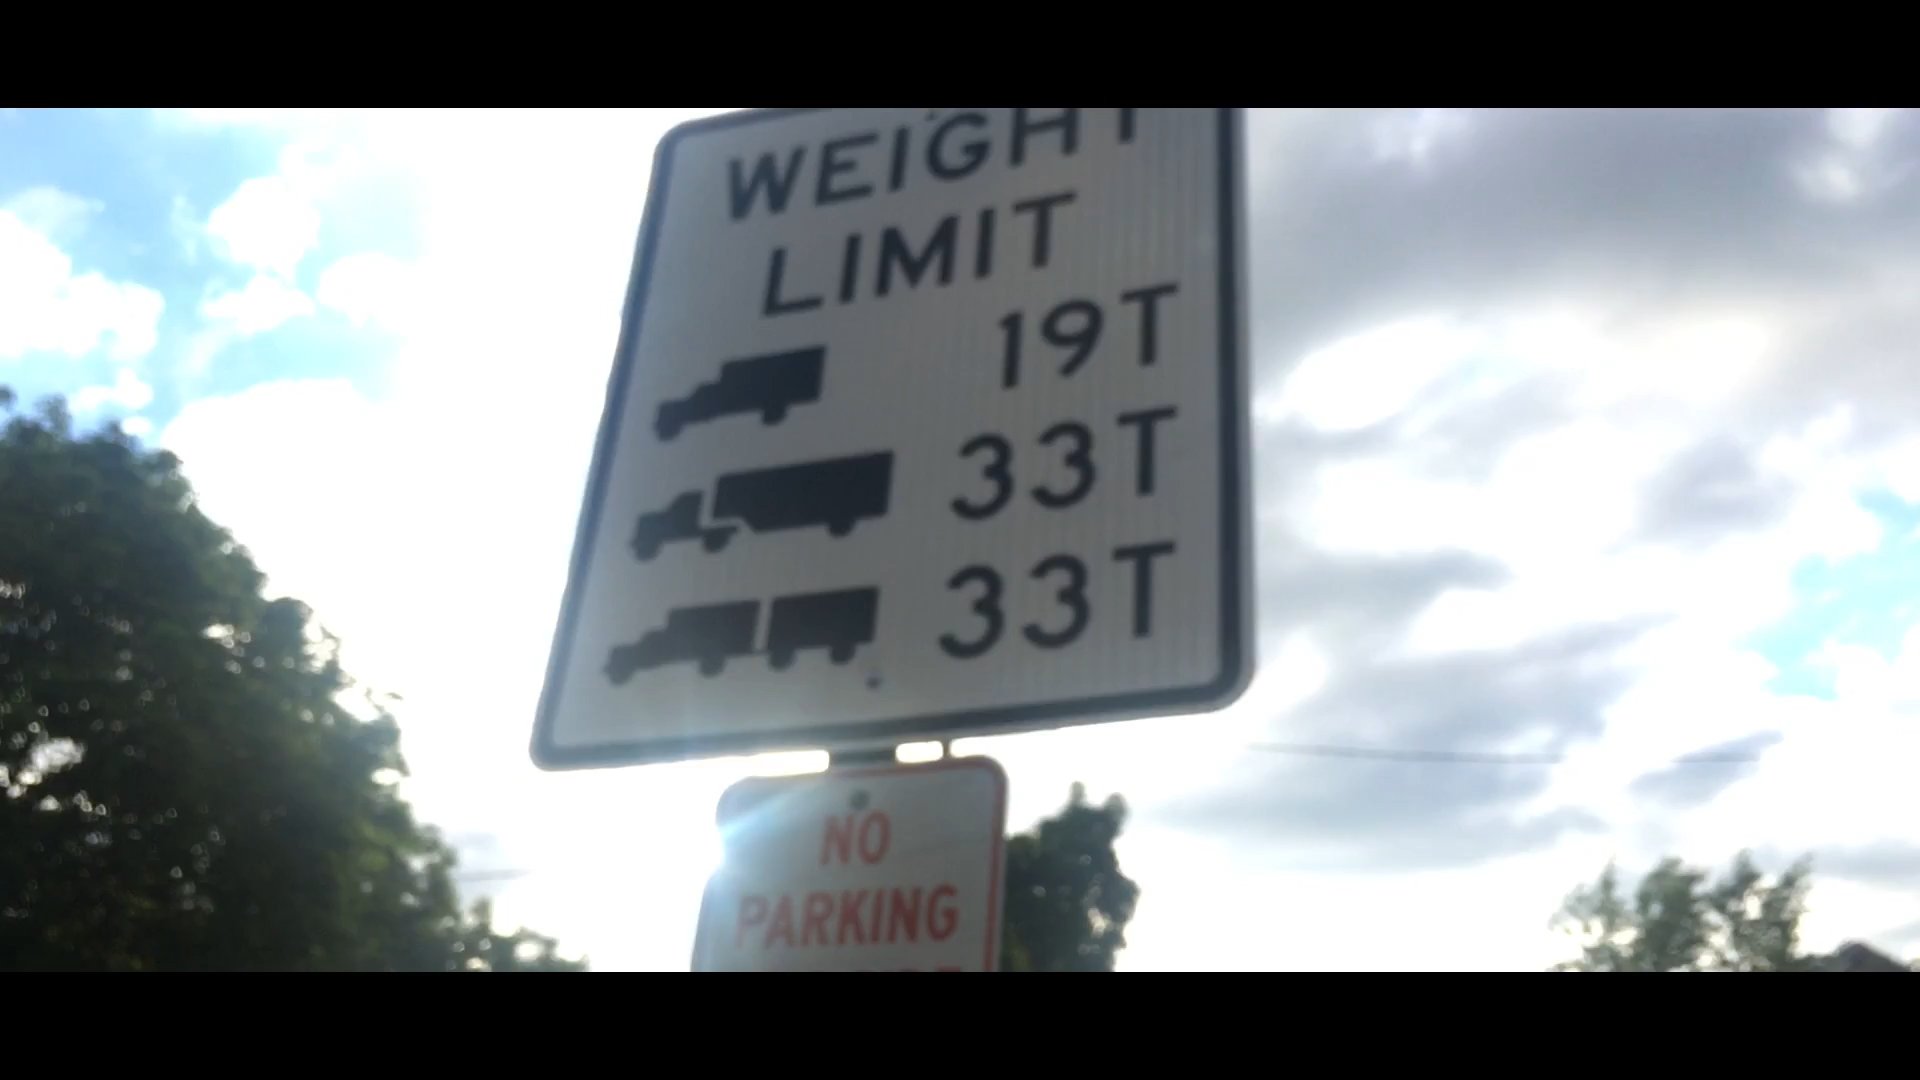 WEIGHT
LIMIT
19T
33T
33T
NO
PARKING